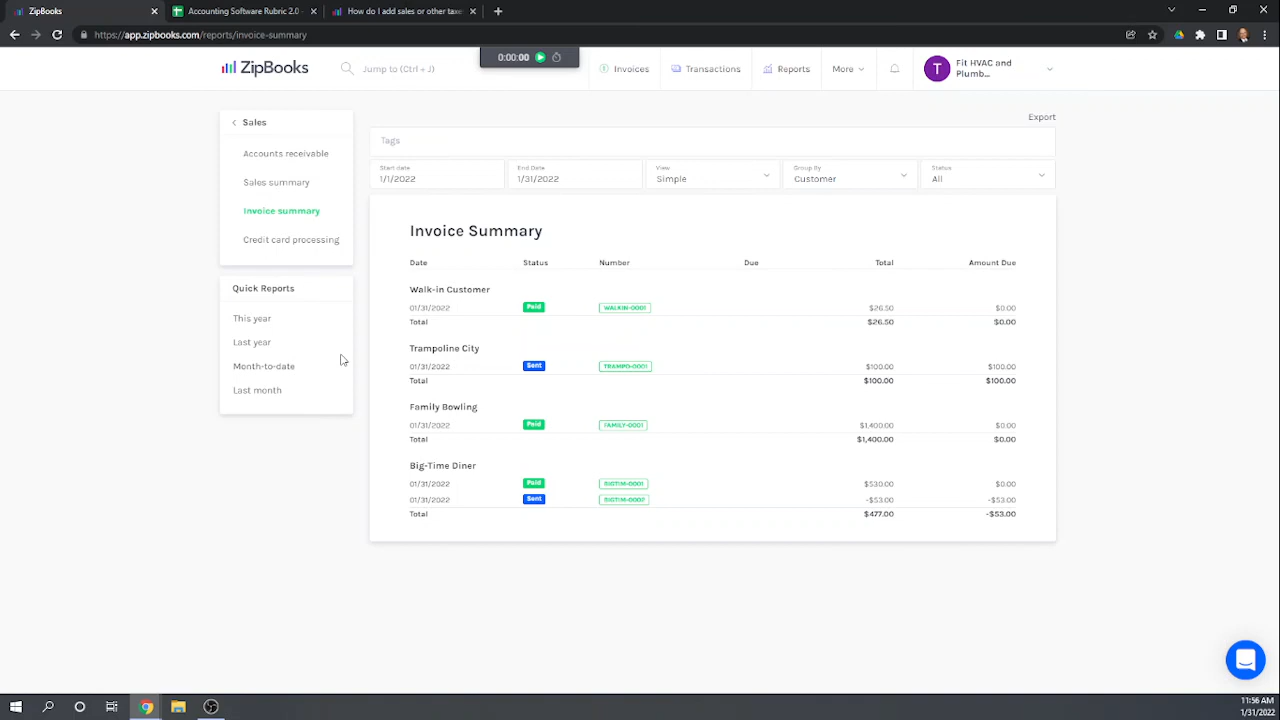 ZipBooks
Accounting Software Rubric 2.0 -
How do I add sales or other taxe
https://app.zipbooks.com/reports/invoice-summary
0:00:00
ZipBooks
Jump to (Ctrl + J)
Invoices
Transactions
Reports
More
T
Fit HVAC and
Plumb...
Sales
Accounts receivable
Sales summary
Invoice summary
Credit card processing
Quick Reports
This year
Last year
Month-to-date
Last month
Export
Tags
Start date
1/1/2022
End Date
1/31/2022
View
Simple
Group By
Customer
Status
All
Invoice Summary
Date Status Number Due Total Amount Due
Walk-in Customer
01/31/2022 Paid WALKIN-0001 $26.50 $0.00
Total $26.50 $0.00
Trampoline City
01/31/2022 Sent TRAMPO-0001 $100.00 $100.00
Total $100.00 $100.00
Family Bowling
01/31/2022 Paid FAMILY-0001 $1,400.00 $0.00
Total $1,400.00 $0.00
Big-Time Diner
01/31/2022 Paid BIGTIM-0001 $530.00 $0.00
01/31/2022 Sent BIGTIM-0002 -$53.00 -$53.00
Total $477.00 -$53.00
11:56 AM
1/31/2022